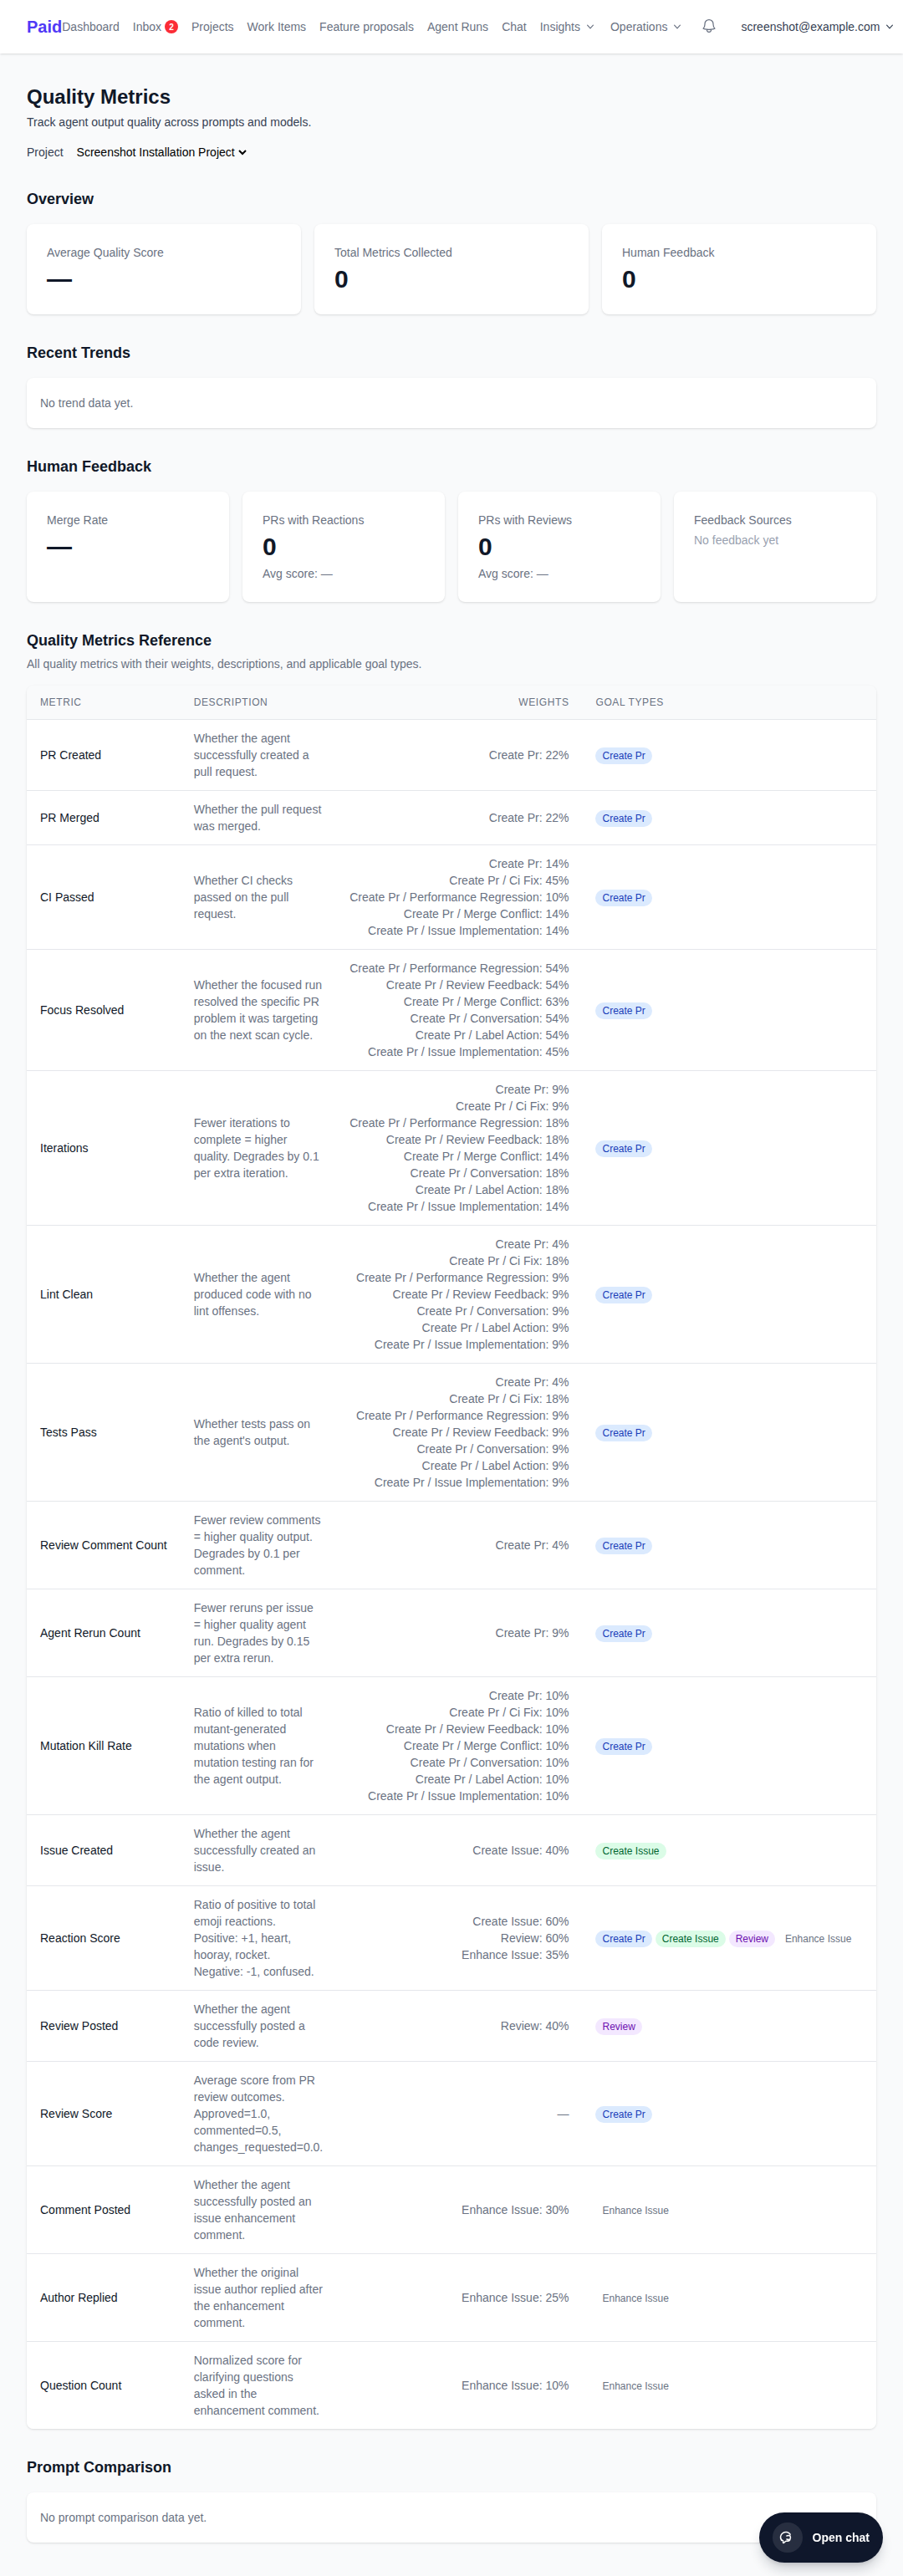 Paid Dashboard Inbox 2 Projects Work Items Feature proposals Agent Runs Chat Insights Operations screenshot@example.com
Quality Metrics
Track agent output quality across prompts and models.
Project Screenshot Installation Project
Overview
Average Quality Score
—
Total Metrics Collected
0
Human Feedback
0
Recent Trends
No trend data yet.
Human Feedback
Merge Rate
—
PRs with Reactions
0
Avg score: —
PRs with Reviews
0
Avg score: —
Feedback Sources
No feedback yet
Quality Metrics Reference
All quality metrics with their weights, descriptions, and applicable goal types.
METRIC DESCRIPTION WEIGHTS GOAL TYPES
PR Created
Whether the agent
successfully created a
pull request.
Create Pr: 22%
Create Pr
PR Merged
Whether the pull request
was merged.
Create Pr: 22%
Create Pr
CI Passed
Whether CI checks
passed on the pull
request.
Create Pr: 14%
Create Pr / Ci Fix: 45%
Create Pr / Performance Regression: 10%
Create Pr / Merge Conflict: 14%
Create Pr / Issue Implementation: 14%
Create Pr
Focus Resolved
Whether the focused run
resolved the specific PR
problem it was targeting
on the next scan cycle.
Create Pr / Performance Regression: 54%
Create Pr / Review Feedback: 54%
Create Pr / Merge Conflict: 63%
Create Pr / Conversation: 54%
Create Pr / Label Action: 54%
Create Pr / Issue Implementation: 45%
Create Pr
Iterations
Fewer iterations to
complete = higher
quality. Degrades by 0.1
per extra iteration.
Create Pr: 9%
Create Pr / Ci Fix: 9%
Create Pr / Performance Regression: 18%
Create Pr / Review Feedback: 18%
Create Pr / Merge Conflict: 14%
Create Pr / Conversation: 18%
Create Pr / Label Action: 18%
Create Pr / Issue Implementation: 14%
Create Pr
Lint Clean
Whether the agent
produced code with no
lint offenses.
Create Pr: 4%
Create Pr / Ci Fix: 18%
Create Pr / Performance Regression: 9%
Create Pr / Review Feedback: 9%
Create Pr / Conversation: 9%
Create Pr / Label Action: 9%
Create Pr / Issue Implementation: 9%
Create Pr
Tests Pass
Whether tests pass on
the agent's output.
Create Pr: 4%
Create Pr / Ci Fix: 18%
Create Pr / Performance Regression: 9%
Create Pr / Review Feedback: 9%
Create Pr / Conversation: 9%
Create Pr / Label Action: 9%
Create Pr / Issue Implementation: 9%
Create Pr
Review Comment Count
Fewer review comments
= higher quality output.
Degrades by 0.1 per
comment.
Create Pr: 4%
Create Pr
Agent Rerun Count
Fewer reruns per issue
= higher quality agent
run. Degrades by 0.15
per extra rerun.
Create Pr: 9%
Create Pr
Mutation Kill Rate
Ratio of killed to total
mutant-generated
mutations when
mutation testing ran for
the agent output.
Create Pr: 10%
Create Pr / Ci Fix: 10%
Create Pr / Review Feedback: 10%
Create Pr / Merge Conflict: 10%
Create Pr / Conversation: 10%
Create Pr / Label Action: 10%
Create Pr / Issue Implementation: 10%
Create Pr
Issue Created
Whether the agent
successfully created an
issue.
Create Issue: 40%
Create Issue
Reaction Score
Ratio of positive to total
emoji reactions.
Positive: +1, heart,
hooray, rocket.
Negative: -1, confused.
Create Issue: 60%
Review: 60%
Enhance Issue: 35%
Create Pr Create Issue Review Enhance Issue
Review Posted
Whether the agent
successfully posted a
code review.
Review: 40%
Review
Review Score
Average score from PR
review outcomes.
Approved=1.0,
commented=0.5,
changes_requested=0.0.
—
Create Pr
Comment Posted
Whether the agent
successfully posted an
issue enhancement
comment.
Enhance Issue: 30%
Enhance Issue
Author Replied
Whether the original
issue author replied after
the enhancement
comment.
Enhance Issue: 25%
Enhance Issue
Question Count
Normalized score for
clarifying questions
asked in the
enhancement comment.
Enhance Issue: 10%
Enhance Issue
Prompt Comparison
No prompt comparison data yet.
Open chat